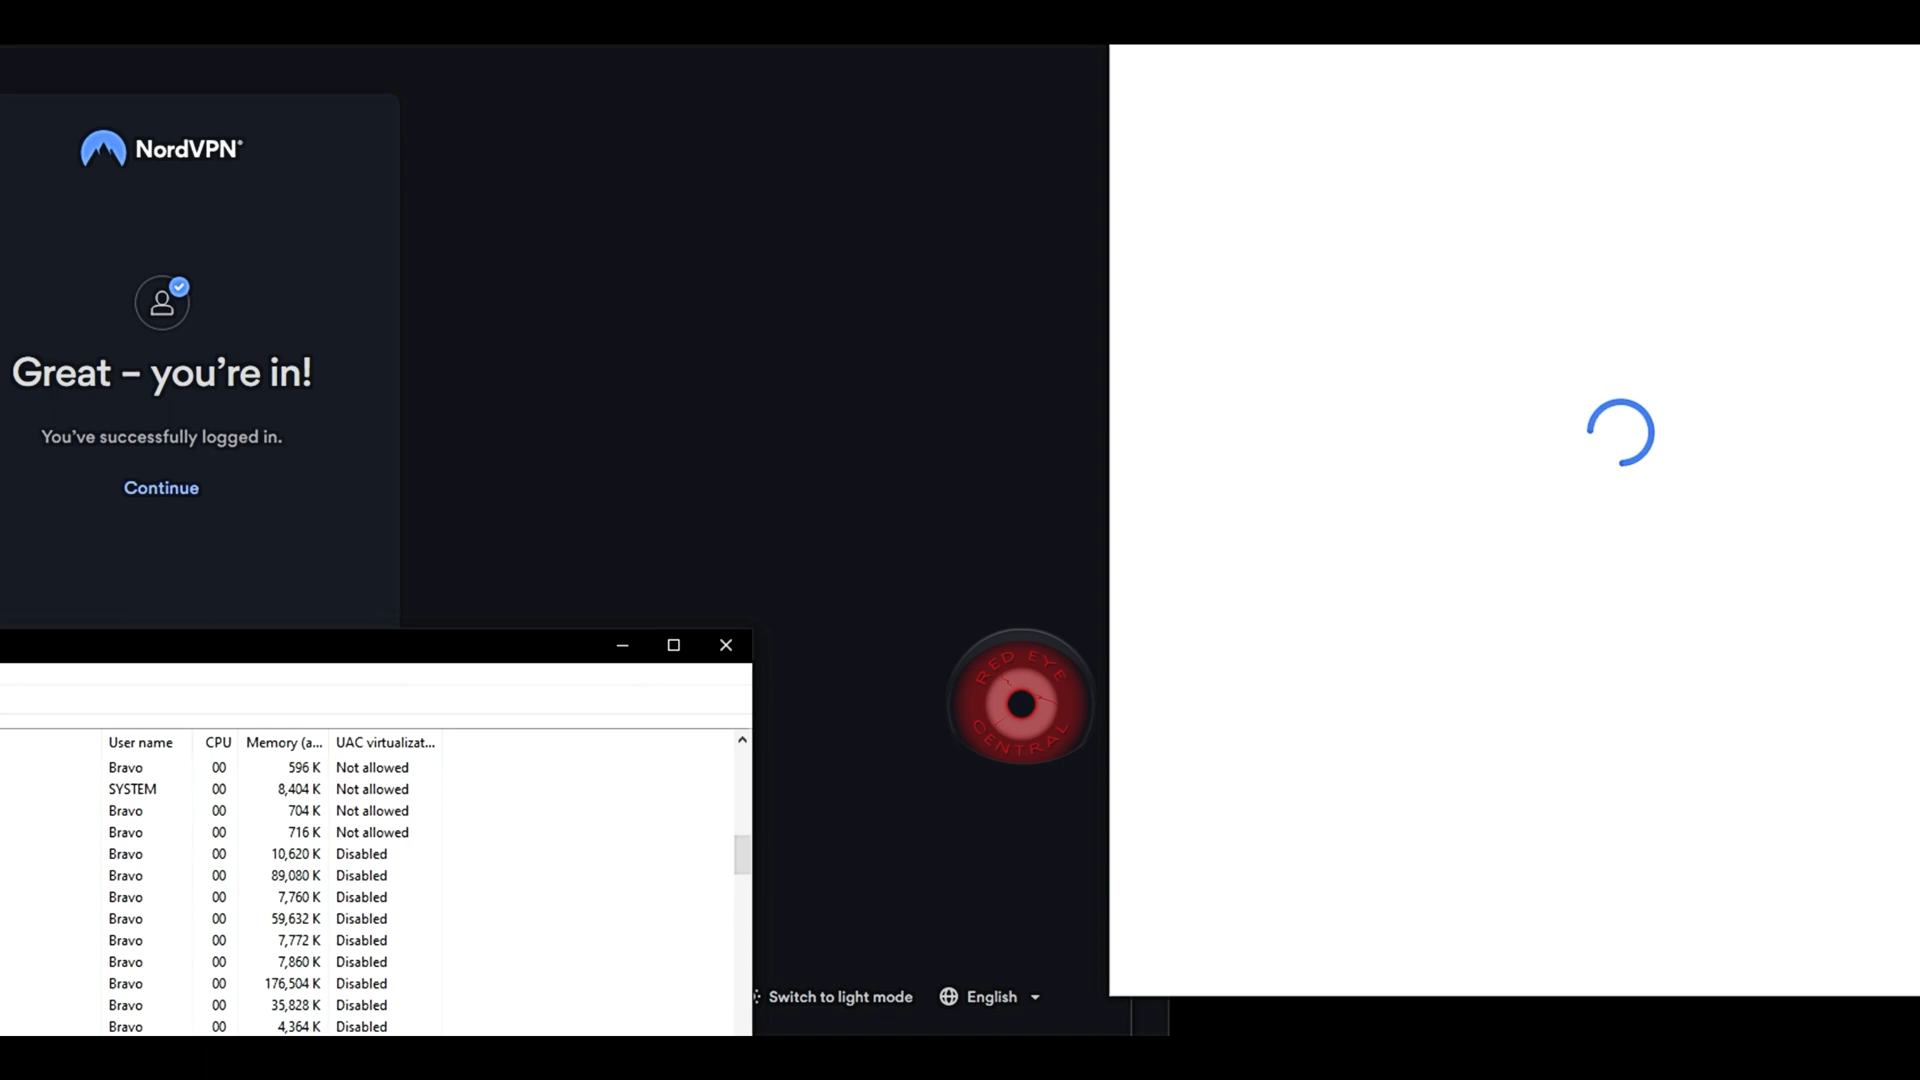 NordVPN®
Great – you're in!
You've successfully logged in.
Continue
RED EYE
CENTRAL
User name CPU Memory (a... UAC virtualizat...
Bravo 00 596 K Not allowed
SYSTEM 00 8,404 K Not allowed
Bravo 00 704 K Not allowed
Bravo 00 716 K Not allowed
Bravo 00 10,620 K Disabled
Bravo 00 89,080 K Disabled
Bravo 00 7,760 K Disabled
Bravo 00 59,632 K Disabled
Bravo 00 7,772 K Disabled
Bravo 00 7,860 K Disabled
Bravo 00 176,504 K Disabled
Bravo 00 35,828 K Disabled
Bravo 00 4,364 K Disabled
Switch to light mode English